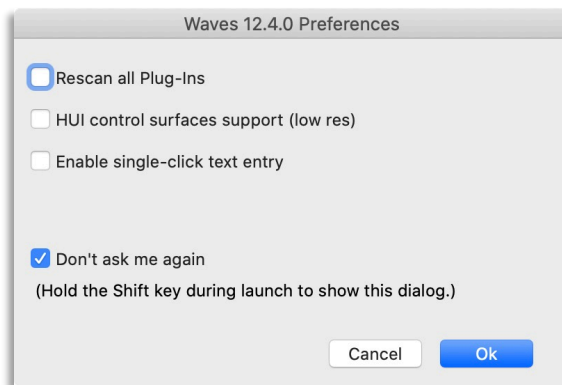 Waves 12.4.0 Preferences
Rescan all Plug-Ins
HUI control surfaces support (low res)
Enable single-click text entry
Don't ask me again
(Hold the Shift key during launch to show this dialog.)
Cancel Ok